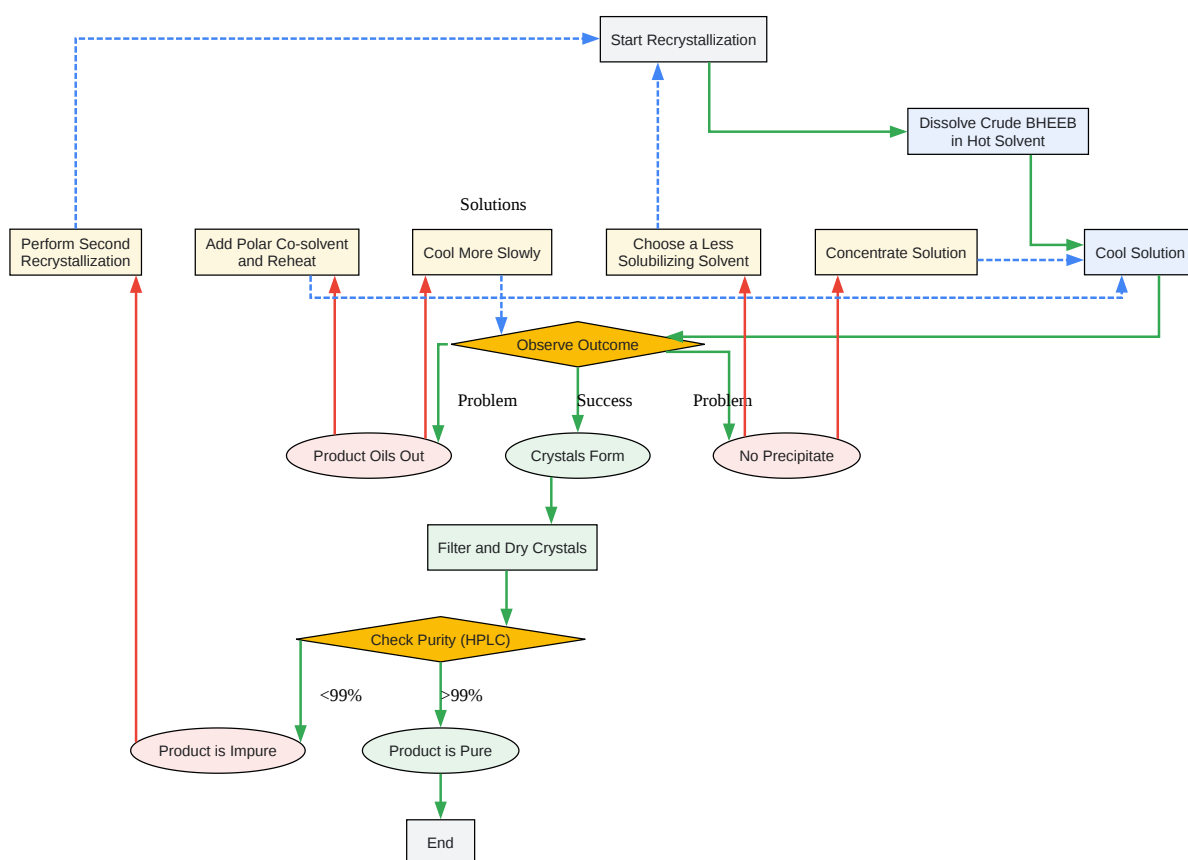 Start Recrystallization
Dissolve Crude BHEEB
in Hot Solvent
Solutions
Perform Second
Recrystallization
Add Polar Co-solvent
and Reheat
Cool More Slowly
Choose a Less
Solubilizing Solvent
Concentrate Solution
Cool Solution
Observe Outcome
Problem
Success
Problem
Product Oils Out
Crystals Form
No Precipitate
Filter and Dry Crystals
Check Purity (HPLC)
<99%
>99%
Product is Impure
Product is Pure
End